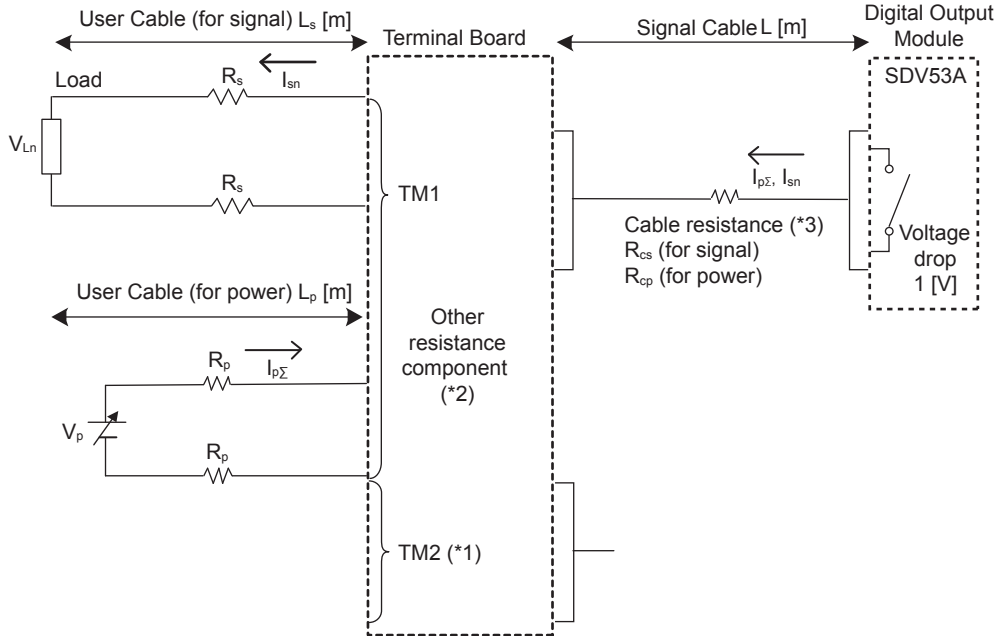 User Cable (for signal) Ls [m]
Terminal Board
Signal Cable L [m]
Digital Output
Module
SDV53A
Load
Rs
Isn
VLn
Rs
TM1
IpΣ, Isn
Cable resistance (*3)
Rcs (for signal)
Rcp (for power)
Voltage
drop
1 [V]
User Cable (for power) Lp [m]
Other
resistance
component
(*2)
Rp
IpΣ
Vp
Rp
TM2 (*1)